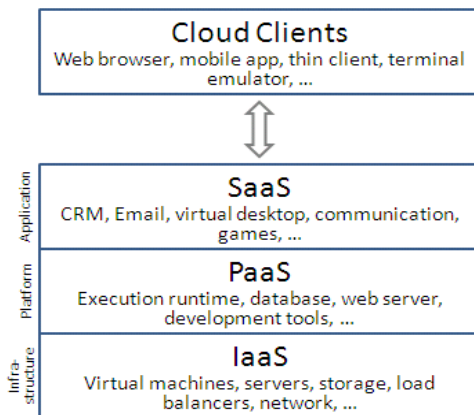 Cloud Clients
Web browser, mobile app, thin client, terminal
emulator, ...
Application
SaaS
CRM, Email, virtual desktop, communication,
games, ...
Platform
PaaS
Execution runtime, database, web server,
development tools, ...
Infra-
structure
IaaS
Virtual machines, servers, storage, load
balancers, network, ...